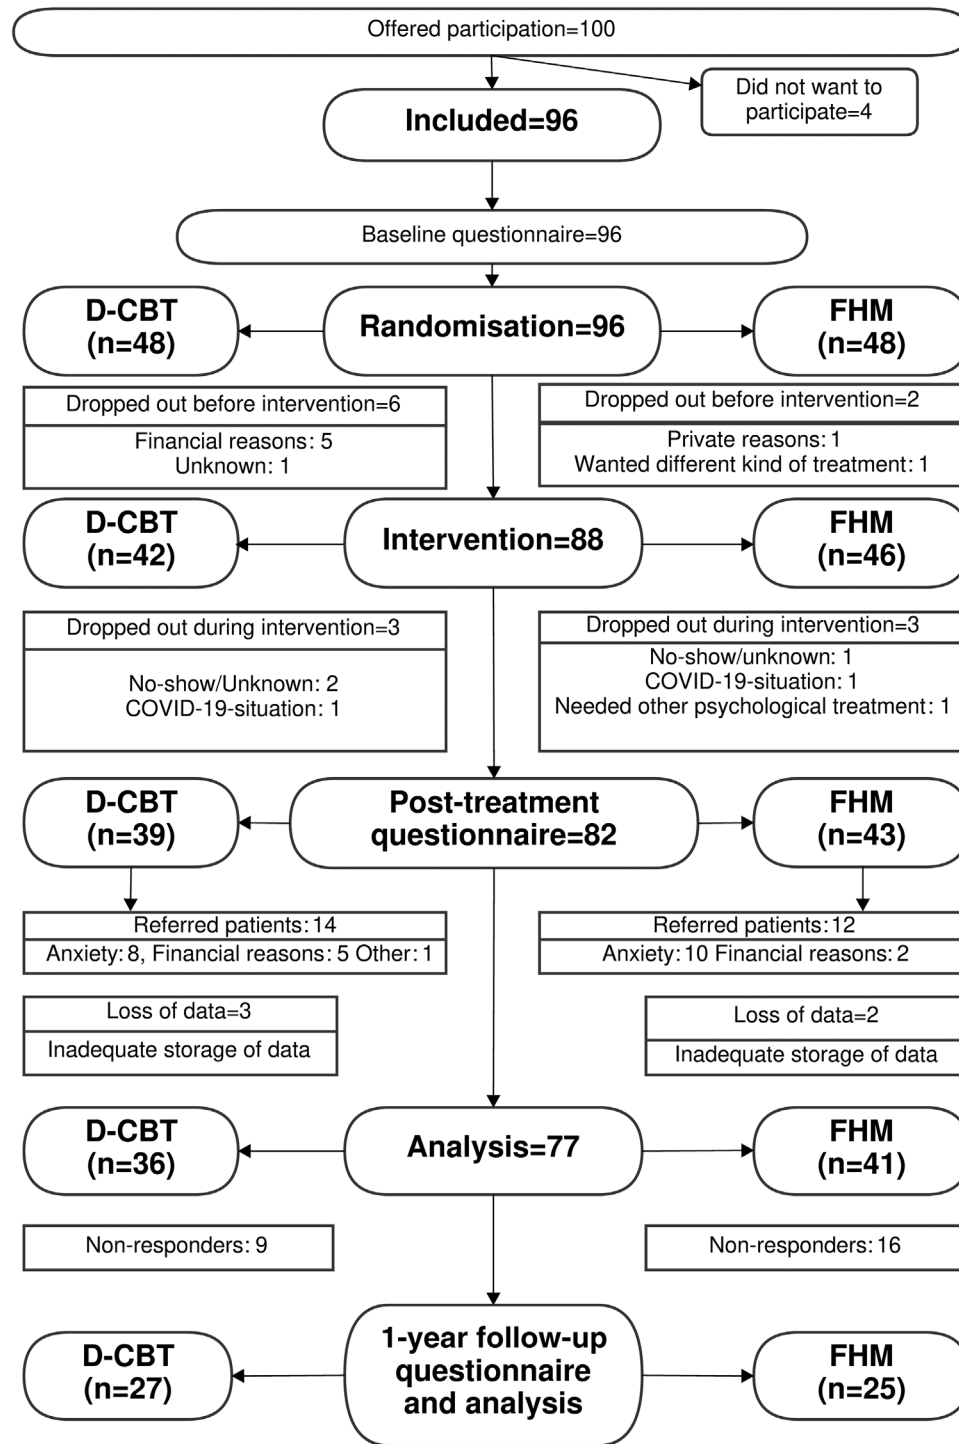 Offered participation=100
Did not want to
participate=4
Included=96
Baseline questionnaire=96
D-CBT
(n=48)
Randomisation=96
FHM
(n=48)
Dropped out before intervention=6
Financial reasons: 5
Unknown: 1
Dropped out before intervention=2
Private reasons: 1
Wanted different kind of treatment: 1
D-CBT
(n=42)
Intervention=88
FHM
(n=46)
Dropped out during intervention=3
No-show/Unknown: 2
COVID-19-situation: 1
Dropped out during intervention=3
No-show/unknown: 1
COVID-19-situation: 1
Needed other psychological treatment: 1
D-CBT
(n=39)
Post-treatment
questionnaire=82
FHM
(n=43)
Referred patients: 14
Anxiety: 8, Financial reasons: 5 Other: 1
Referred patients: 12
Anxiety: 10 Financial reasons: 2
Loss of data=3
Inadequate storage of data
Loss of data=2
Inadequate storage of data
D-CBT
(n=36)
Analysis=77
FHM
(n=41)
Non-responders: 9
Non-responders: 16
D-CBT
(n=27)
1-year follow-up
questionnaire
and analysis
FHM
(n=25)